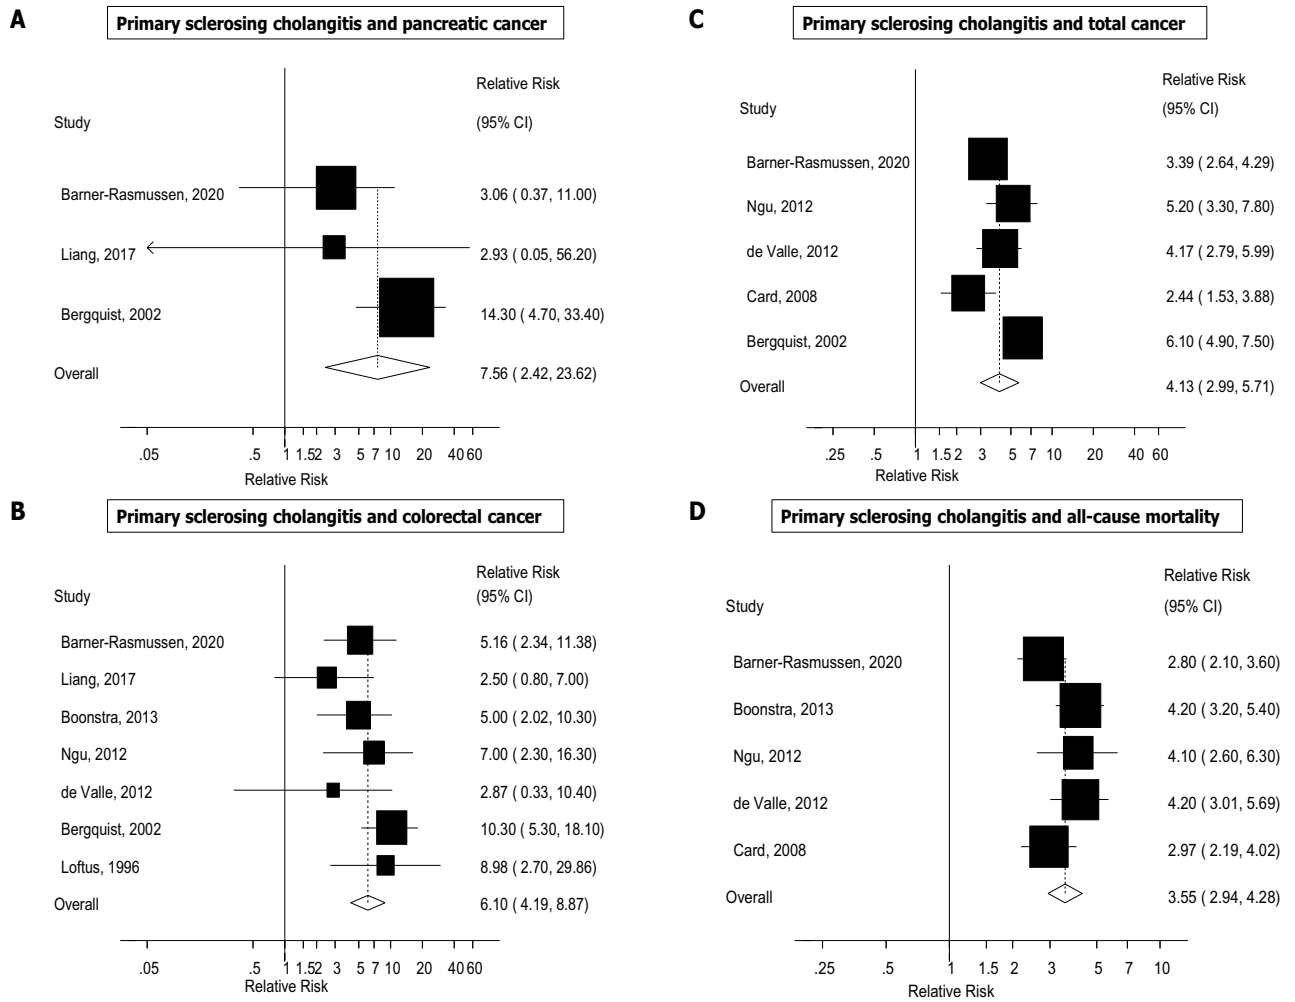 A
Primary sclerosing cholangitis and pancreatic cancer
Relative Risk
Study
(95% CI)
Barner-Rasmussen, 2020
3.06 ( 0.37, 11.00)
Liang, 2017
2.93 ( 0.05, 56.20)
Bergquist, 2002
14.30 ( 4.70, 33.40)
Overall
7.56 ( 2.42, 23.62)
.05 .5 1 1.5 2 3 5 7 10 20 40 60
Relative Risk
B
Primary sclerosing cholangitis and colorectal cancer
Relative Risk
Study
(95% CI)
Barner-Rasmussen, 2020
5.16 ( 2.34, 11.38)
Liang, 2017
2.50 ( 0.80, 7.00)
Boonstra, 2013
5.00 ( 2.02, 10.30)
Ngu, 2012
7.00 ( 2.30, 16.30)
de Valle, 2012
2.87 ( 0.33, 10.40)
Bergquist, 2002
10.30 ( 5.30, 18.10)
Loftus, 1996
8.98 ( 2.70, 29.86)
Overall
6.10 ( 4.19, 8.87)
.05 .5 1 1.5 2 3 5 7 10 20 40 60
Relative Risk
C
Primary sclerosing cholangitis and total cancer
Relative Risk
Study
(95% CI)
Barner-Rasmussen, 2020
3.39 ( 2.64, 4.29)
Ngu, 2012
5.20 ( 3.30, 7.80)
de Valle, 2012
4.17 ( 2.79, 5.99)
Card, 2008
2.44 ( 1.53, 3.88)
Bergquist, 2002
6.10 ( 4.90, 7.50)
Overall
4.13 ( 2.99, 5.71)
.25 .5 1 1.5 2 3 5 7 10 20 40 60
Relative Risk
D
Primary sclerosing cholangitis and all-cause mortality
Relative Risk
Study
(95% CI)
Barner-Rasmussen, 2020
2.80 ( 2.10, 3.60)
Boonstra, 2013
4.20 ( 3.20, 5.40)
Ngu, 2012
4.10 ( 2.60, 6.30)
de Valle, 2012
4.20 ( 3.01, 5.69)
Card, 2008
2.97 ( 2.19, 4.02)
Overall
3.55 ( 2.94, 4.28)
.25 .5 1 1.5 2 3 5 7 10
Relative Risk